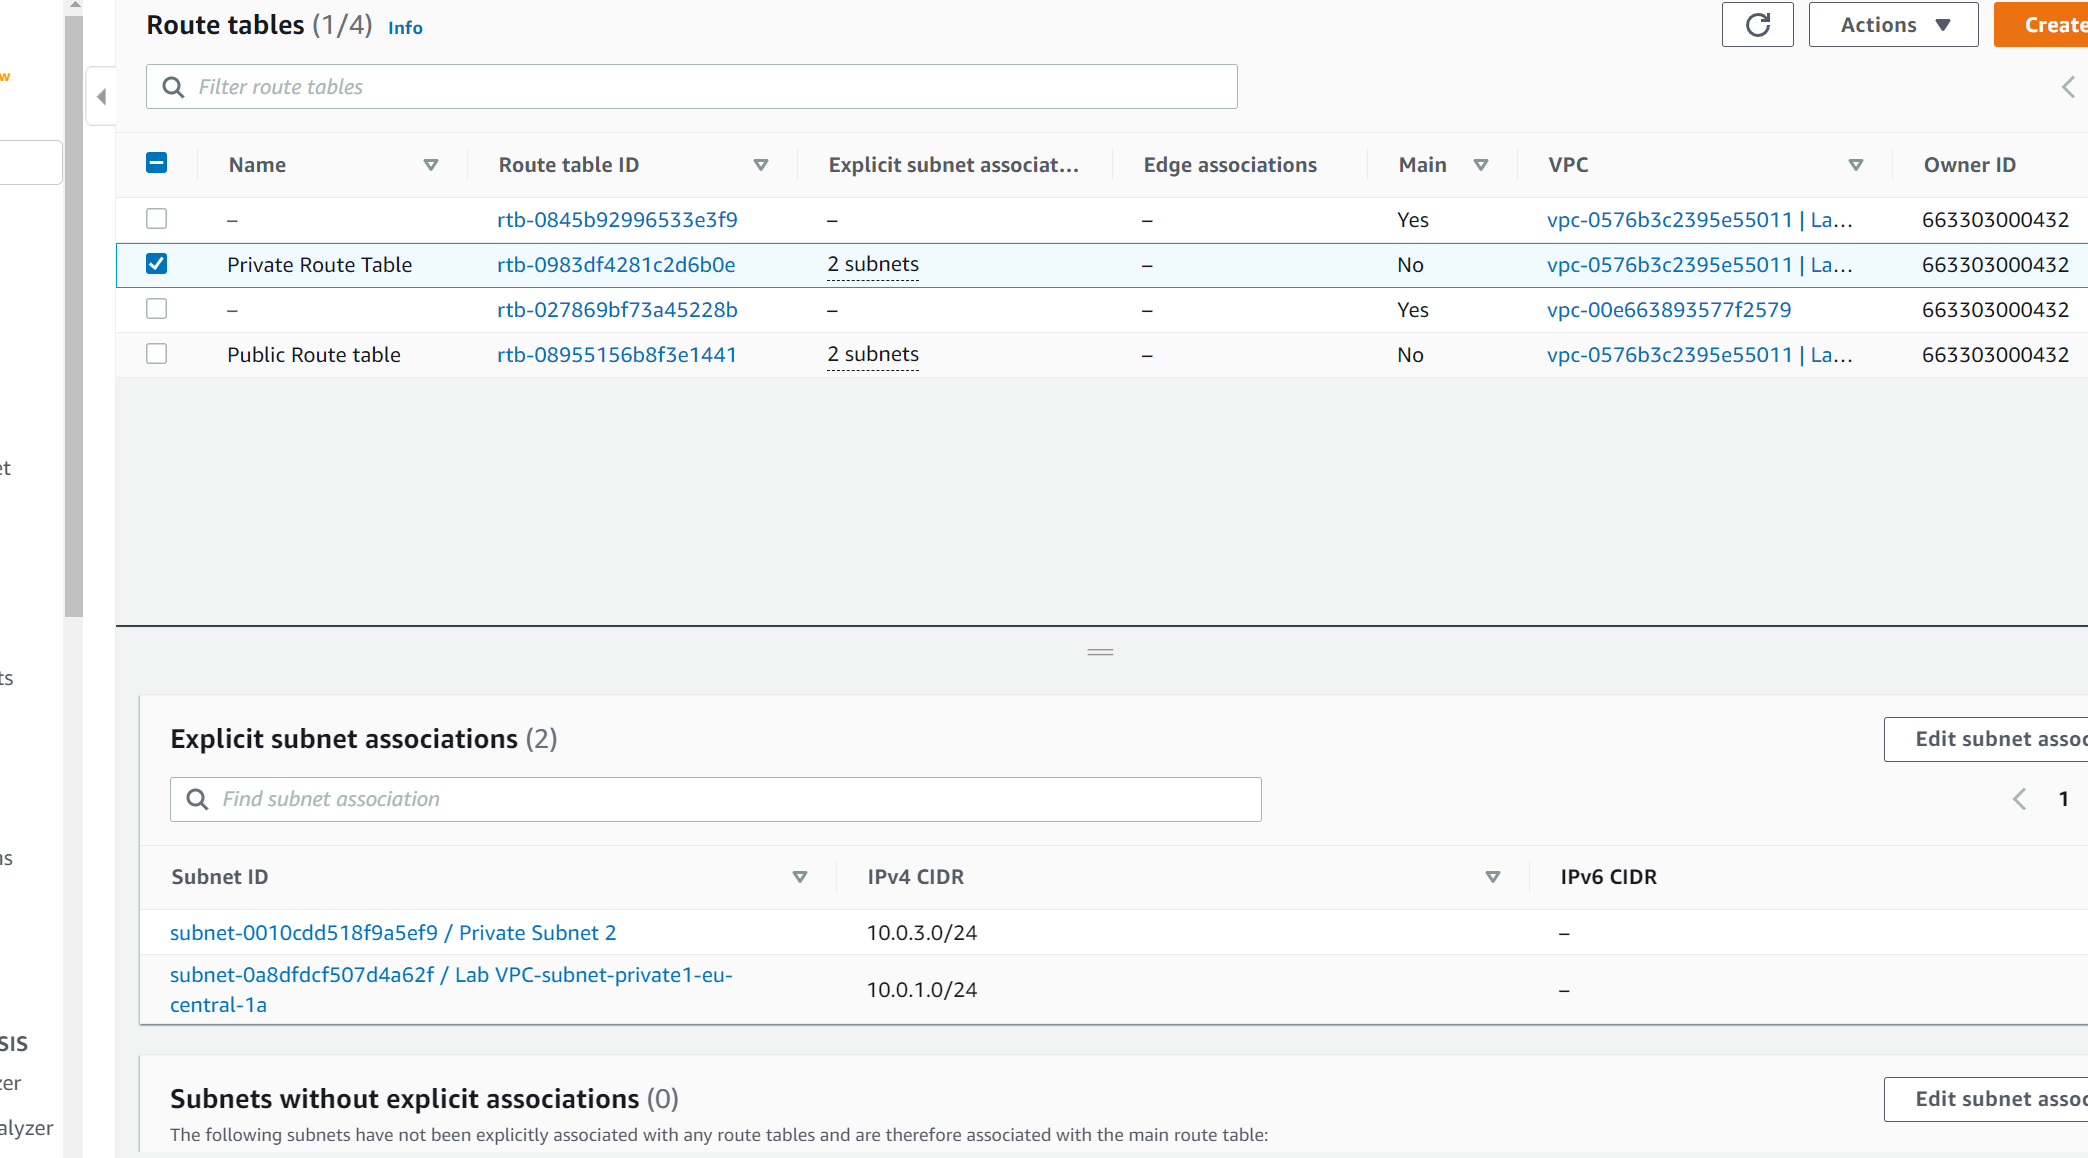 Route tables (1/4) Info
Actions
Create
Filter route tables
Name Route table ID Explicit subnet associat... Edge associations Main VPC Owner ID
– rtb-0845b92996533e3f9 – – Yes vpc-0576b3c2395e55011 | La... 663303000432
Private Route Table rtb-0983df4281c2d6b0e 2 subnets – No vpc-0576b3c2395e55011 | La... 663303000432
– rtb-027869bf73a45228b – – Yes vpc-00e663893577f2579 663303000432
Public Route table rtb-08955156b8f3e1441 2 subnets – No vpc-0576b3c2395e55011 | La... 663303000432
Explicit subnet associations (2)
Edit subnet assoc
Find subnet association
1
Subnet ID IPv4 CIDR IPv6 CIDR
subnet-0010cdd518f9a5ef9 / Private Subnet 2 10.0.3.0/24 –
subnet-0a8dfdcf507d4a62f / Lab VPC-subnet-private1-eu-
central-1a 10.0.1.0/24 –
Subnets without explicit associations (0)
Edit subnet assoc
The following subnets have not been explicitly associated with any route tables and are therefore associated with the main route table:
w
et
ts
ns
SIS
zer
alyzer